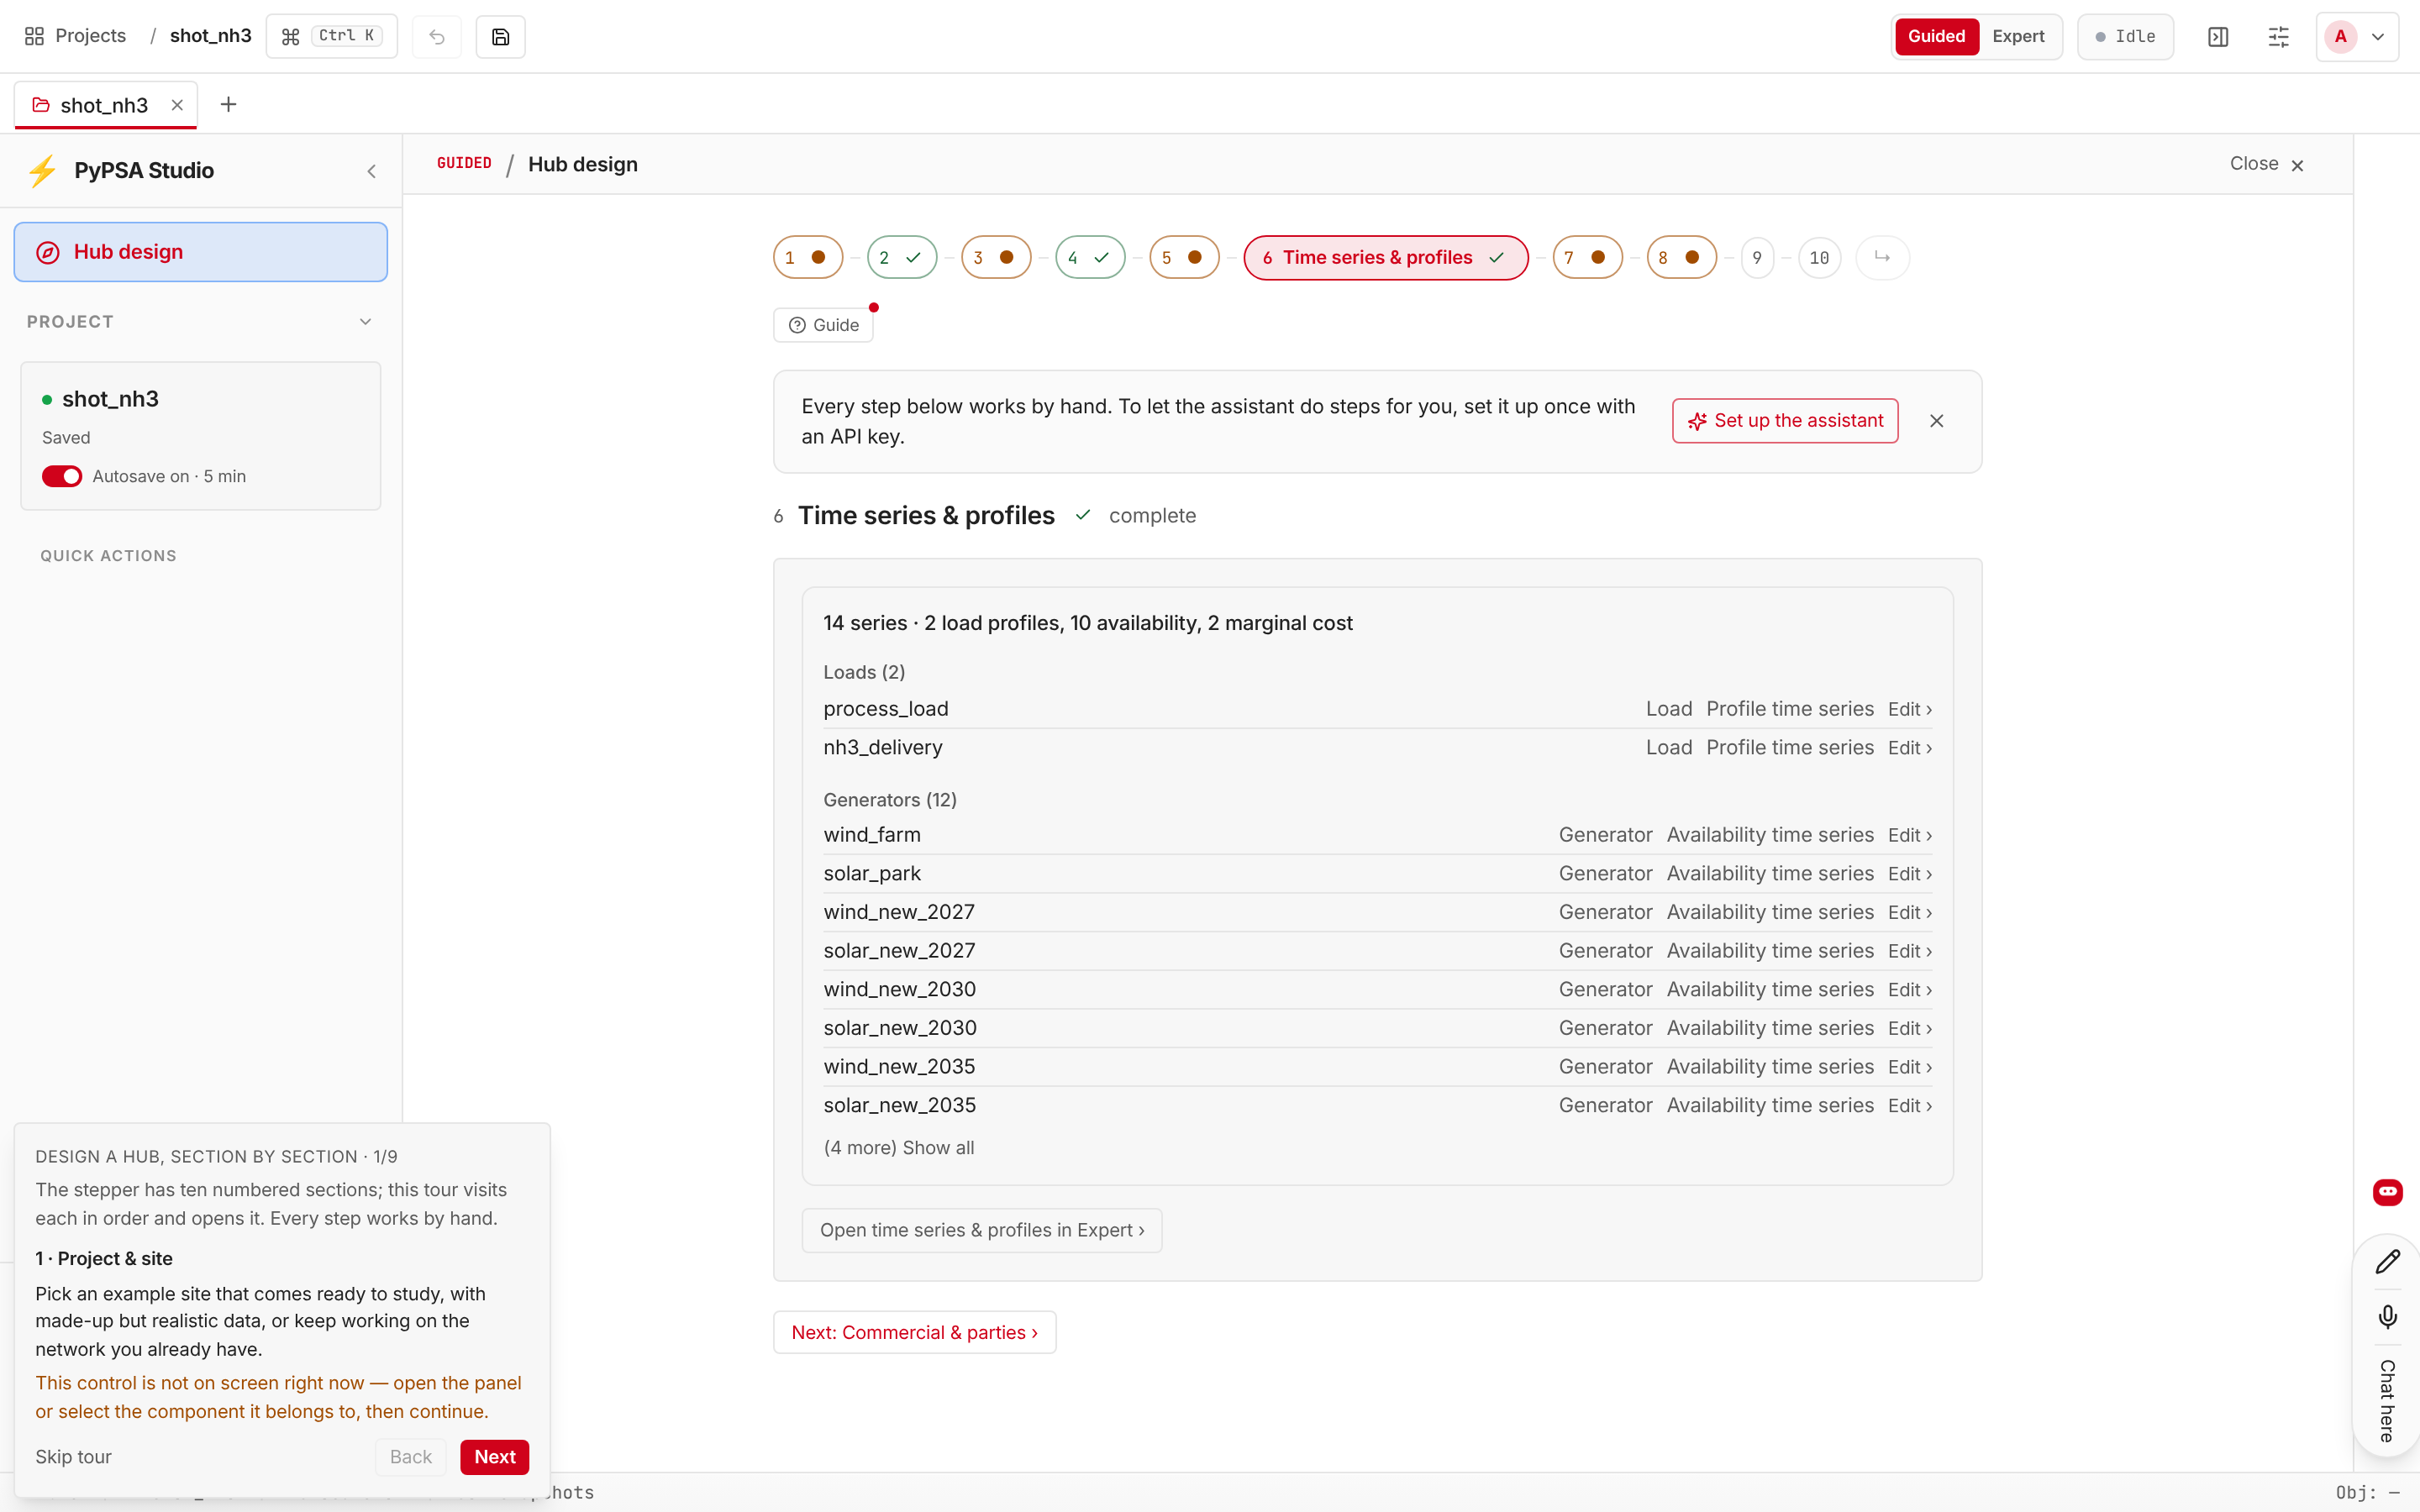 Projects / shot_nh3 ⌘ Ctrl K Guided Expert Idle A
shot_nh3 × +
PyPSA Studio
GUIDED / Hub design Close ×
Hub design
1 2 3 4 5 6 Time series & profiles 7 8 9 10
PROJECT
Guide
shot_nh3
Saved
Autosave on · 5 min
Every step below works by hand. To let the assistant do steps for you, set it up once with
an API key.
Set up the assistant
6 Time series & profiles complete
QUICK ACTIONS
14 series · 2 load profiles, 10 availability, 2 marginal cost
Loads (2)
process_load Load Profile time series Edit ›
nh3_delivery Load Profile time series Edit ›
Generators (12)
wind_farm Generator Availability time series Edit ›
solar_park Generator Availability time series Edit ›
wind_new_2027 Generator Availability time series Edit ›
solar_new_2027 Generator Availability time series Edit ›
wind_new_2030 Generator Availability time series Edit ›
solar_new_2030 Generator Availability time series Edit ›
wind_new_2035 Generator Availability time series Edit ›
solar_new_2035 Generator Availability time series Edit ›
(4 more) Show all
Open time series & profiles in Expert ›
Next: Commercial & parties ›
DESIGN A HUB, SECTION BY SECTION · 1/9
The stepper has ten numbered sections; this tour visits
each in order and opens it. Every step works by hand.
1 · Project & site
Pick an example site that comes ready to study, with
made-up but realistic data, or keep working on the
network you already have.
This control is not on screen right now — open the panel
or select the component it belongs to, then continue.
Skip tour Back Next
Chat here
Obj: —